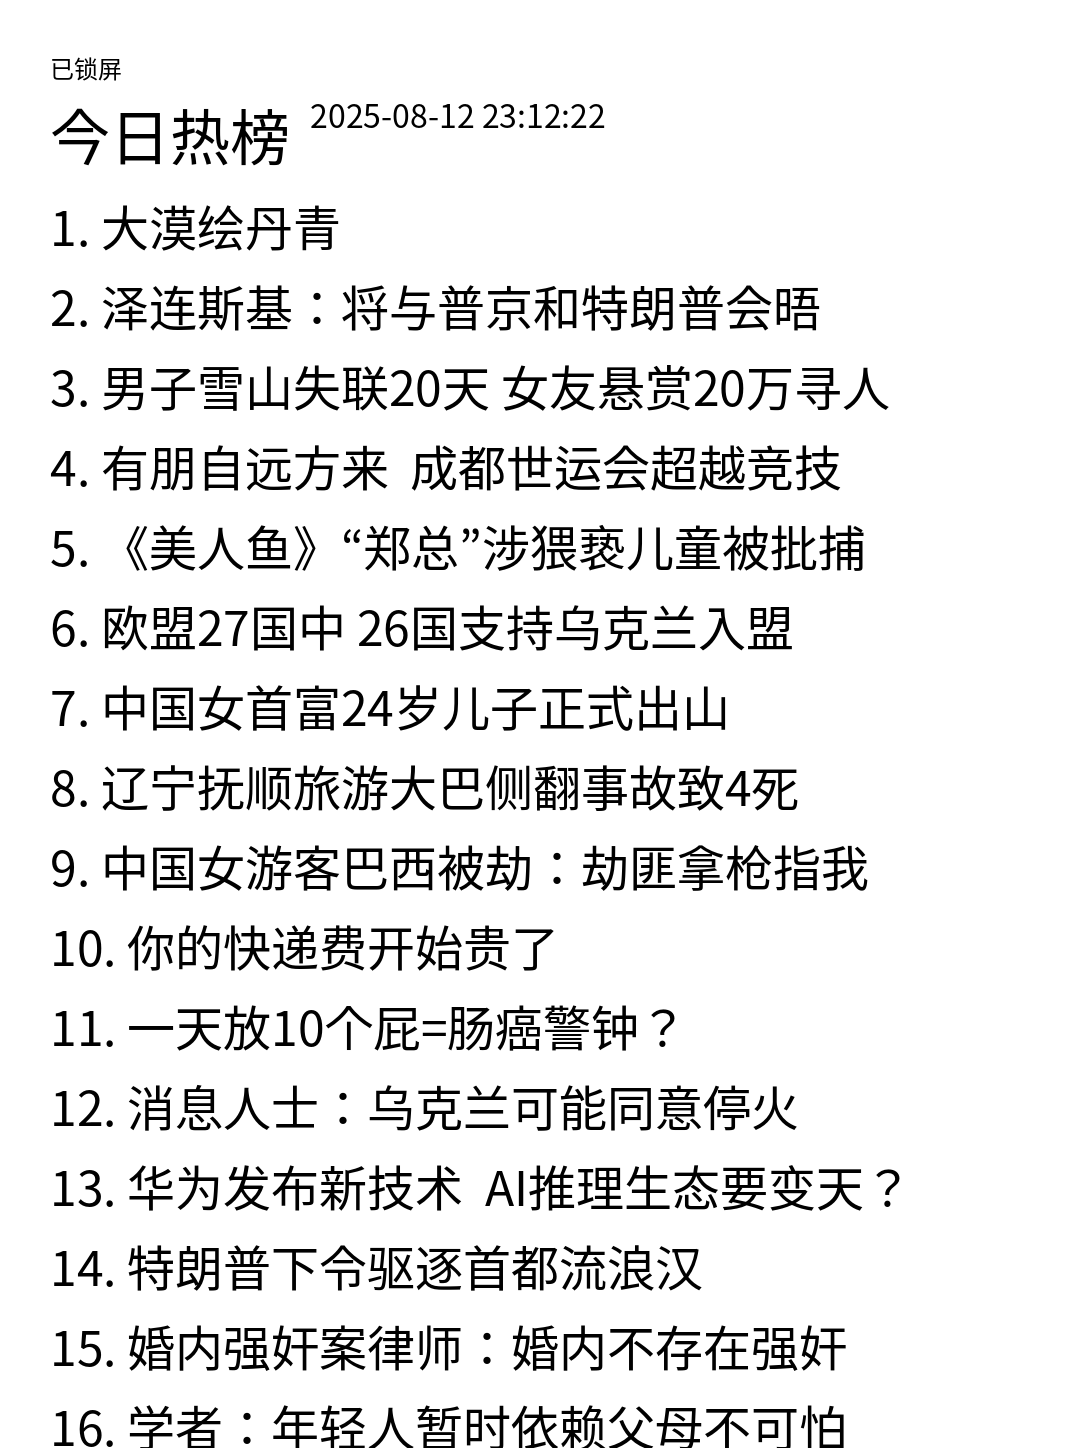 已锁屏
今日热榜 2025-08-12 23:12:22
1. 大漠绘丹青
2. 泽连斯基：将与普京和特朗普会晤
3. 男子雪山失联20天 女友悬赏20万寻人
4. 有朋自远方来  成都世运会超越竞技
5. 《美人鱼》“郑总”涉猥亵儿童被批捕
6. 欧盟27国中 26国支持乌克兰入盟
7. 中国女首富24岁儿子正式出山
8. 辽宁抚顺旅游大巴侧翻事故致4死
9. 中国女游客巴西被劫：劫匪拿枪指我
10. 你的快递费开始贵了
11. 一天放10个屁=肠癌警钟？
12. 消息人士：乌克兰可能同意停火
13. 华为发布新技术  AI推理生态要变天？
14. 特朗普下令驱逐首都流浪汉
15. 婚内强奸案律师：婚内不存在强奸
16. 学者：年轻人暂时依赖父母不可怕